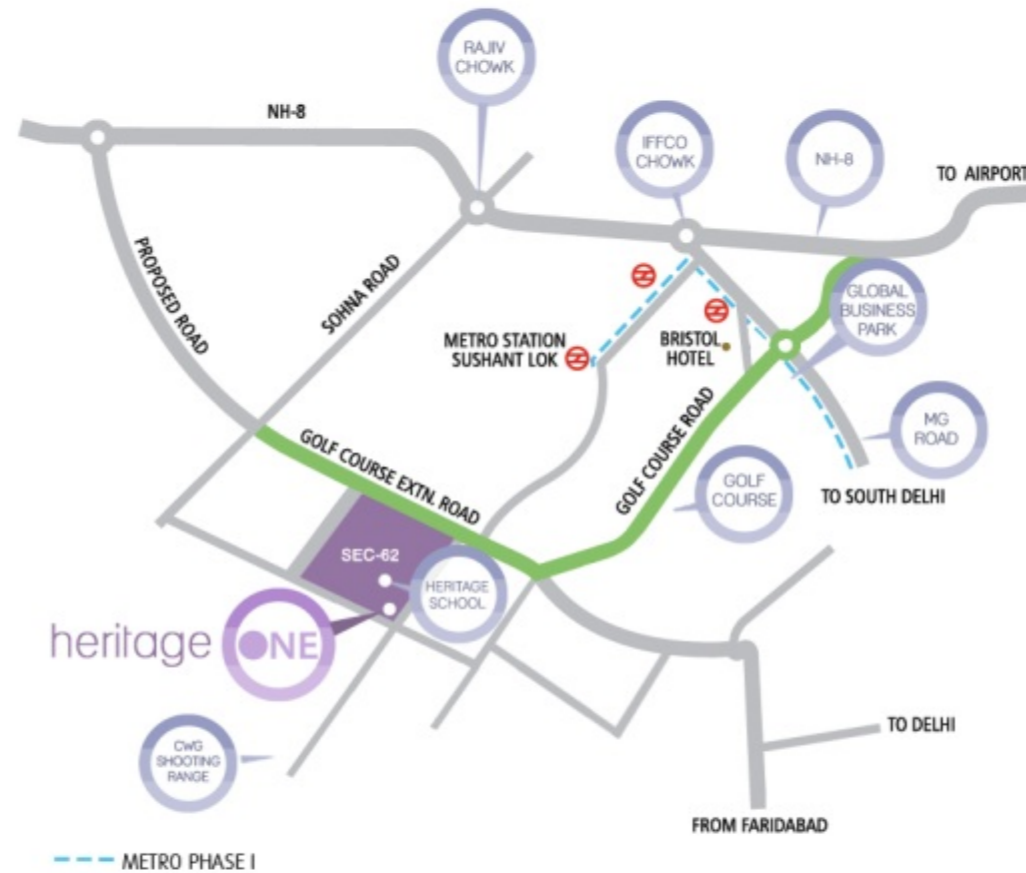 RAJIV
CHOWK
NH-8
IFFCO
CHOWK
NH-8
TO AIRPORT
PROPOSED ROAD
SOHNA ROAD
GLOBAL
BUSINESS
PARK
METRO STATION
SUSHANT LOK
BRISTOL
HOTEL
MG
ROAD
GOLF COURSE ROAD
GOLF COURSE EXTN. ROAD
GOLF
COURSE
TO SOUTH DELHI
SEC-62
HERITAGE
SCHOOL
heritage ONE
CWG
SHOOTING
RANGE
TO DELHI
FROM FARIDABAD
METRO PHASE I